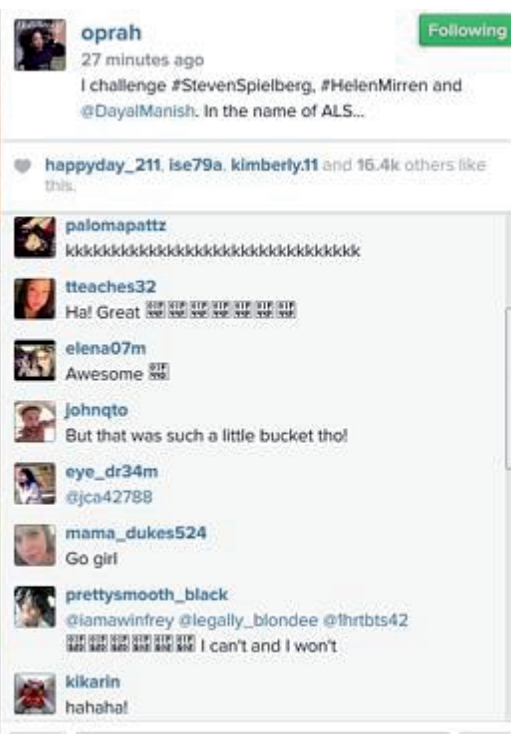 oprah
Following
27 minutes ago
I challenge #StevenSpielberg, #HelenMirren and
@DayalManish. In the name of ALS...
happyday_211, ise79a, kimberly.11 and 16.4k others like
this.
palomapattz
kkkkkkkkkkkkkkkkkkkkkkkkkkkkkkkk
tteaches32
Ha! Great
elena07m
Awesome
johnqto
But that was such a little bucket tho!
eye_dr34m
@jca42788
mama_dukes524
Go girl
prettysmooth_black
@iamawinfrey @legally_blondee @1hrtbts42
I can't and I won't
kikarin
hahaha!